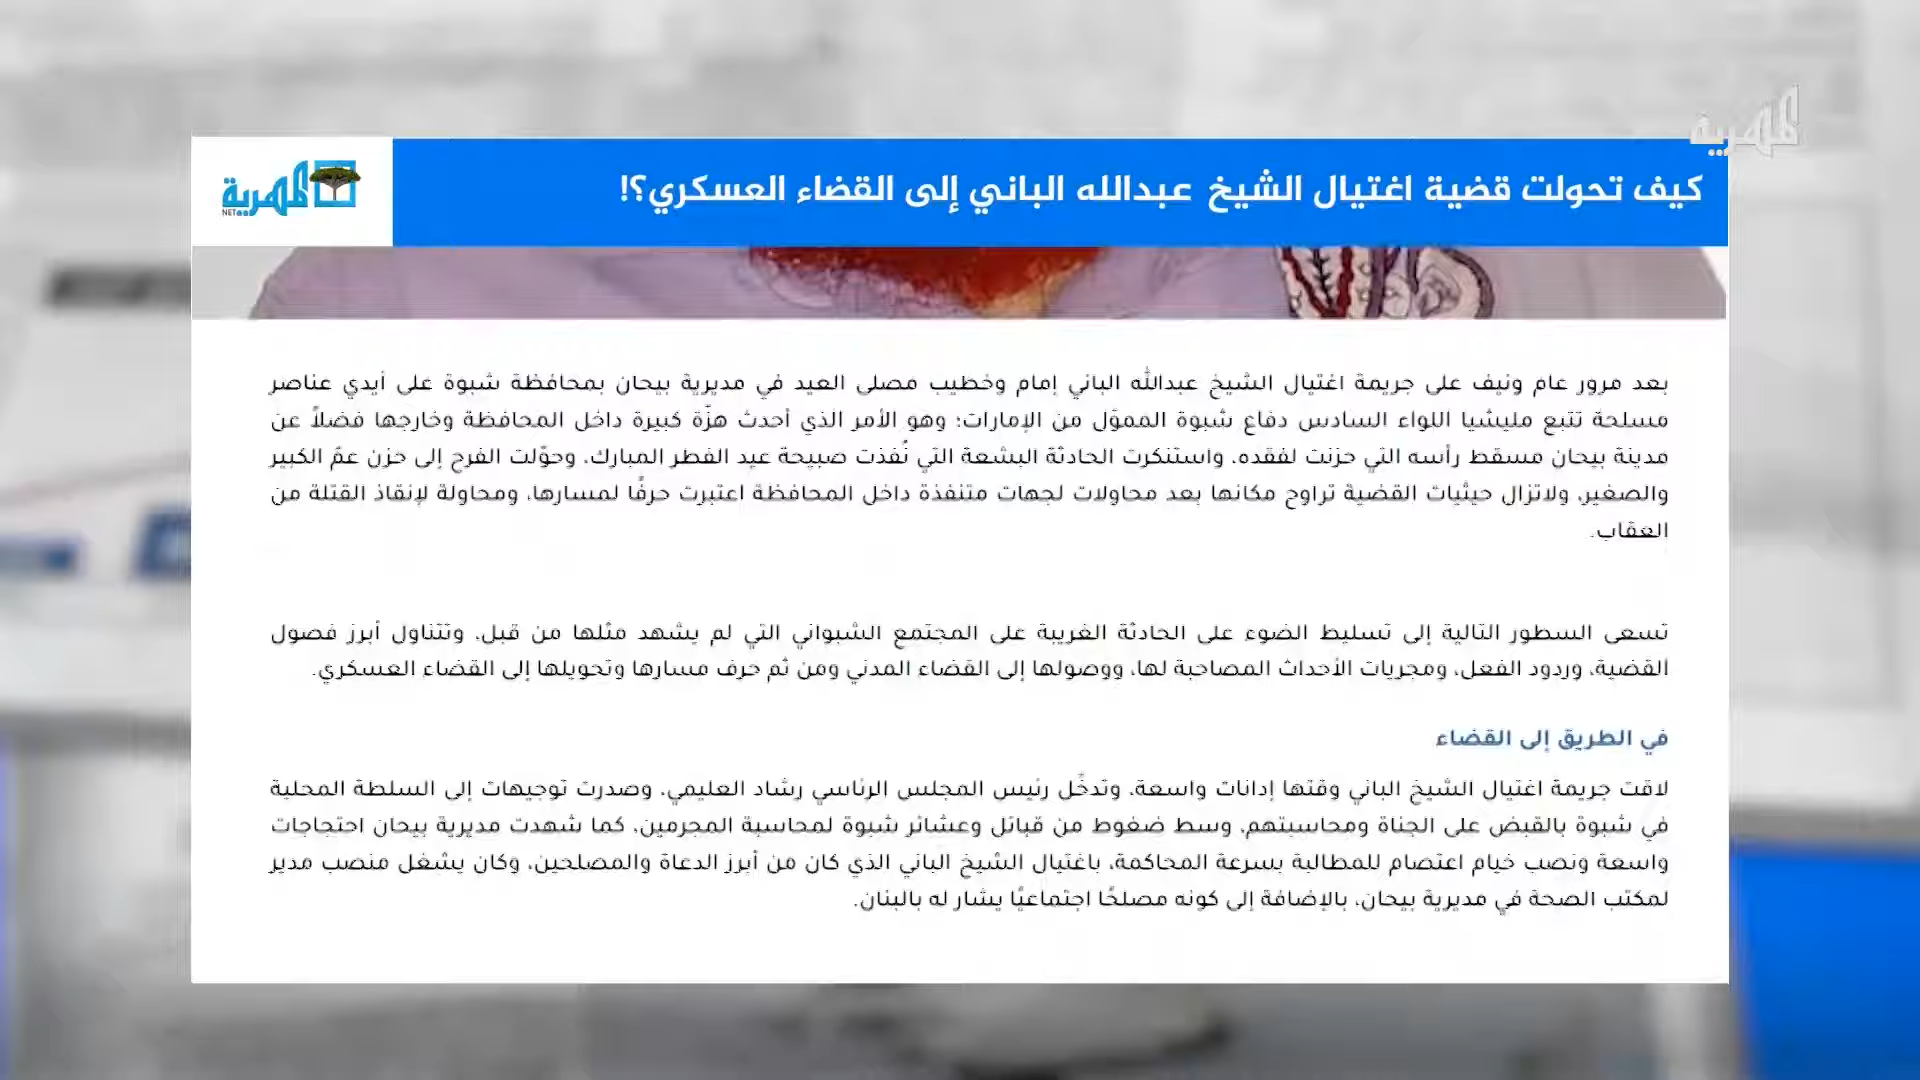 المهرية
كيف تحولت قضية اغتيال الشيخ عبدالله الباني إلى القضاء العسكري؟!
المهرية
NET
بعد مرور عام ونيف على جريمة اغتيال الشيخ عبدالله الباني إمام وخطيب مصلى العيد في مديرية بيحان بمحافظة شبوة على أيدي عناصر
مسلحة تتبع مليشيا اللواء السادس دفاع شبوة الممول من الإمارات؛ وهو الأمر الذي أحدث هزّة كبيرة داخل المحافظة وخارجها فضلاً عن
مدينة بيحان مسقط رأسه التي حزنت لفقده، واستنكرت الحادثة البشعة التي نُفذت صبيحة عيد الفطر المبارك، وحوّلت الفرح إلى حزن عمّ الكبير
والصغير، ولاتزال حيثيات القضية تراوح مكانها بعد محاولات لجهات متنفذة داخل المحافظة اعتبرت حرفًا لمسارها، ومحاولة لإنقاذ القتلة من
العقاب.
تسعى السطور التالية إلى تسليط الضوء على الحادثة الغريبة على المجتمع الشبواني التي لم يشهد مثلها من قبل، وتتناول أبرز فصول
القضية، وردود الفعل، ومجريات الأحداث المصاحبة لها، ووصولها إلى القضاء المدني ومن ثم حرف مسارها وتحويلها إلى القضاء العسكري.
في الطريق إلى القضاء
لاقت جريمة اغتيال الشيخ الباني وقتها إدانات واسعة، وتدخّل رئيس المجلس الرئاسي رشاد العليمي، وصدرت توجيهات إلى السلطة المحلية
في شبوة بالقبض على الجناة ومحاسبتهم، وسط ضغوط من قبائل وعشائر شبوة لمحاسبة المجرمين، كما شهدت مديرية بيحان احتجاجات
واسعة ونصب خيام اعتصام للمطالبة بسرعة المحاكمة، باغتيال الشيخ الباني الذي كان من أبرز الدعاة والمصلحين، وكان يشغل منصب مدير
لمكتب الصحة في مديرية بيحان، بالإضافة إلى كونه مصلحًا اجتماعيًا يشار له بالبنان.